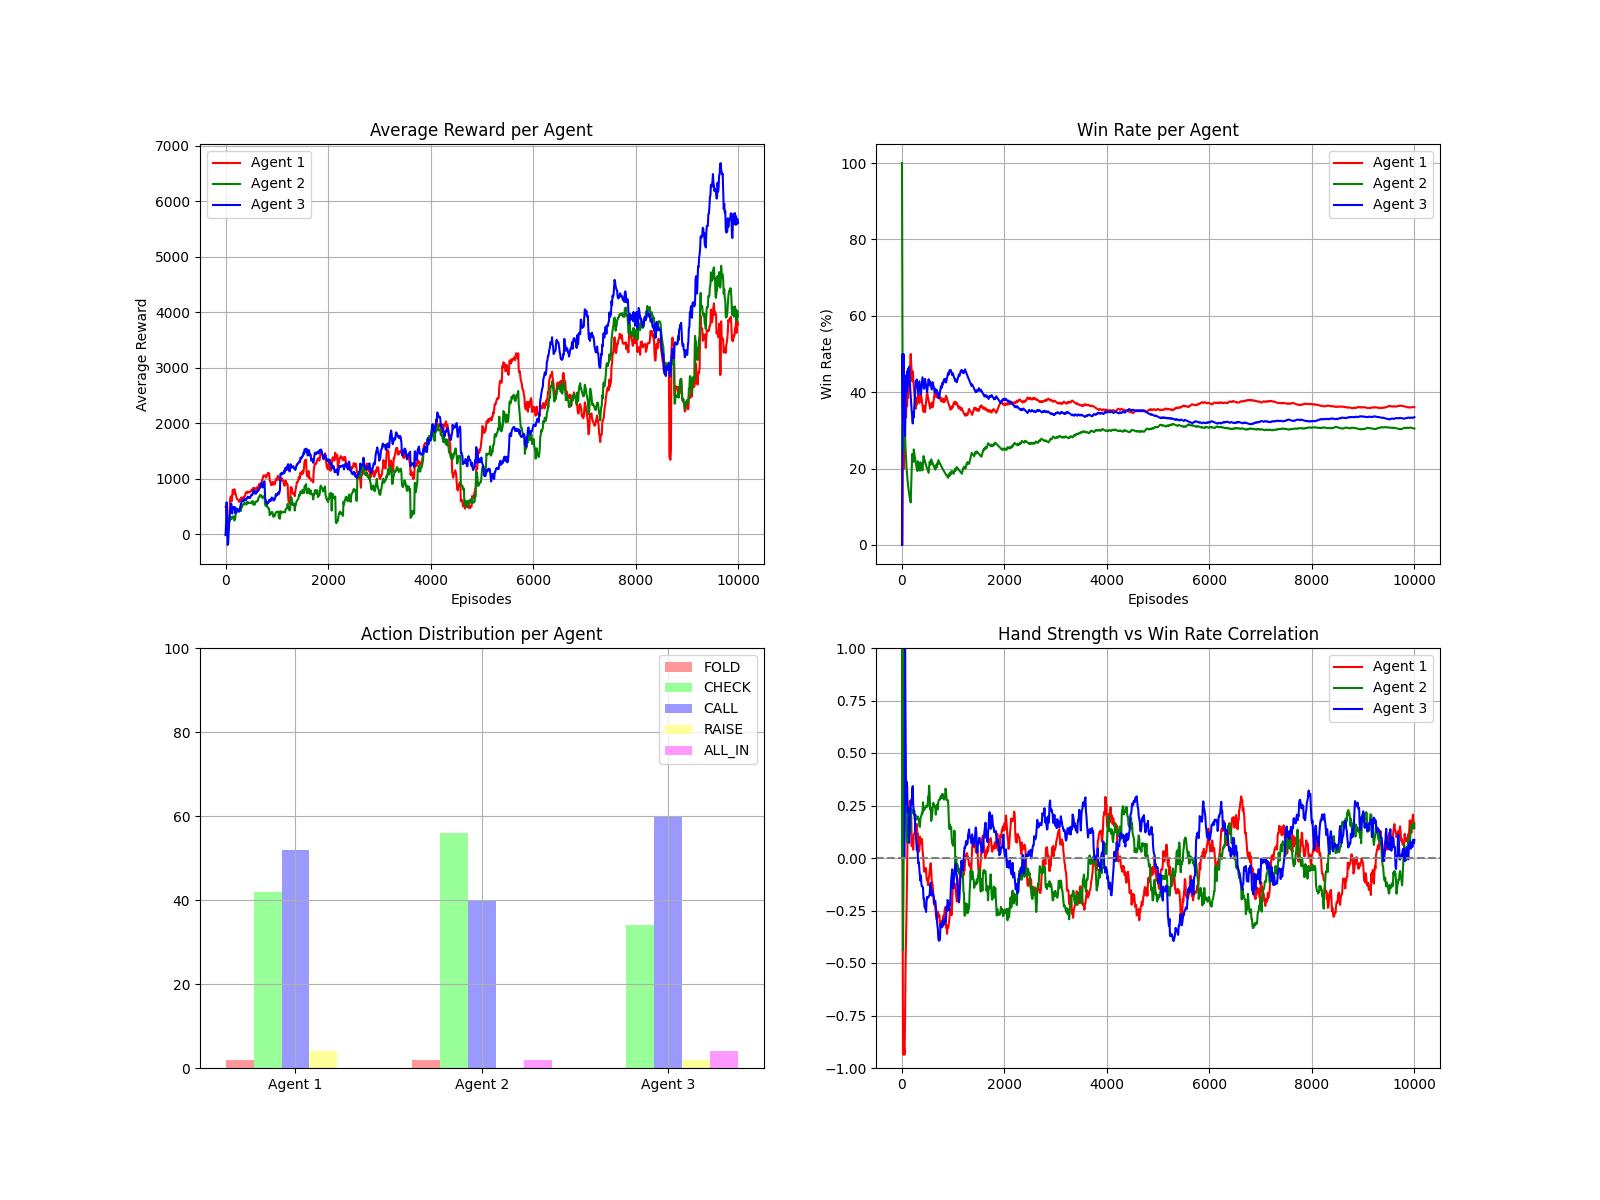 Average Reward per Agent
7000
6000
5000
4000
3000
2000
1000
0
Average Reward
Agent 1
Agent 2
Agent 3
0 2000 4000 6000 8000 10000
Episodes
Win Rate per Agent
100
80
60
40
20
0
Win Rate (%)
Agent 1
Agent 2
Agent 3
0 2000 4000 6000 8000 10000
Episodes
Action Distribution per Agent
100
80
60
40
20
0
FOLD
CHECK
CALL
RAISE
ALL_IN
Agent 1 Agent 2 Agent 3
Hand Strength vs Win Rate Correlation
1.00
0.75
0.50
0.25
0.00
−0.25
−0.50
−0.75
−1.00
Agent 1
Agent 2
Agent 3
0 2000 4000 6000 8000 10000